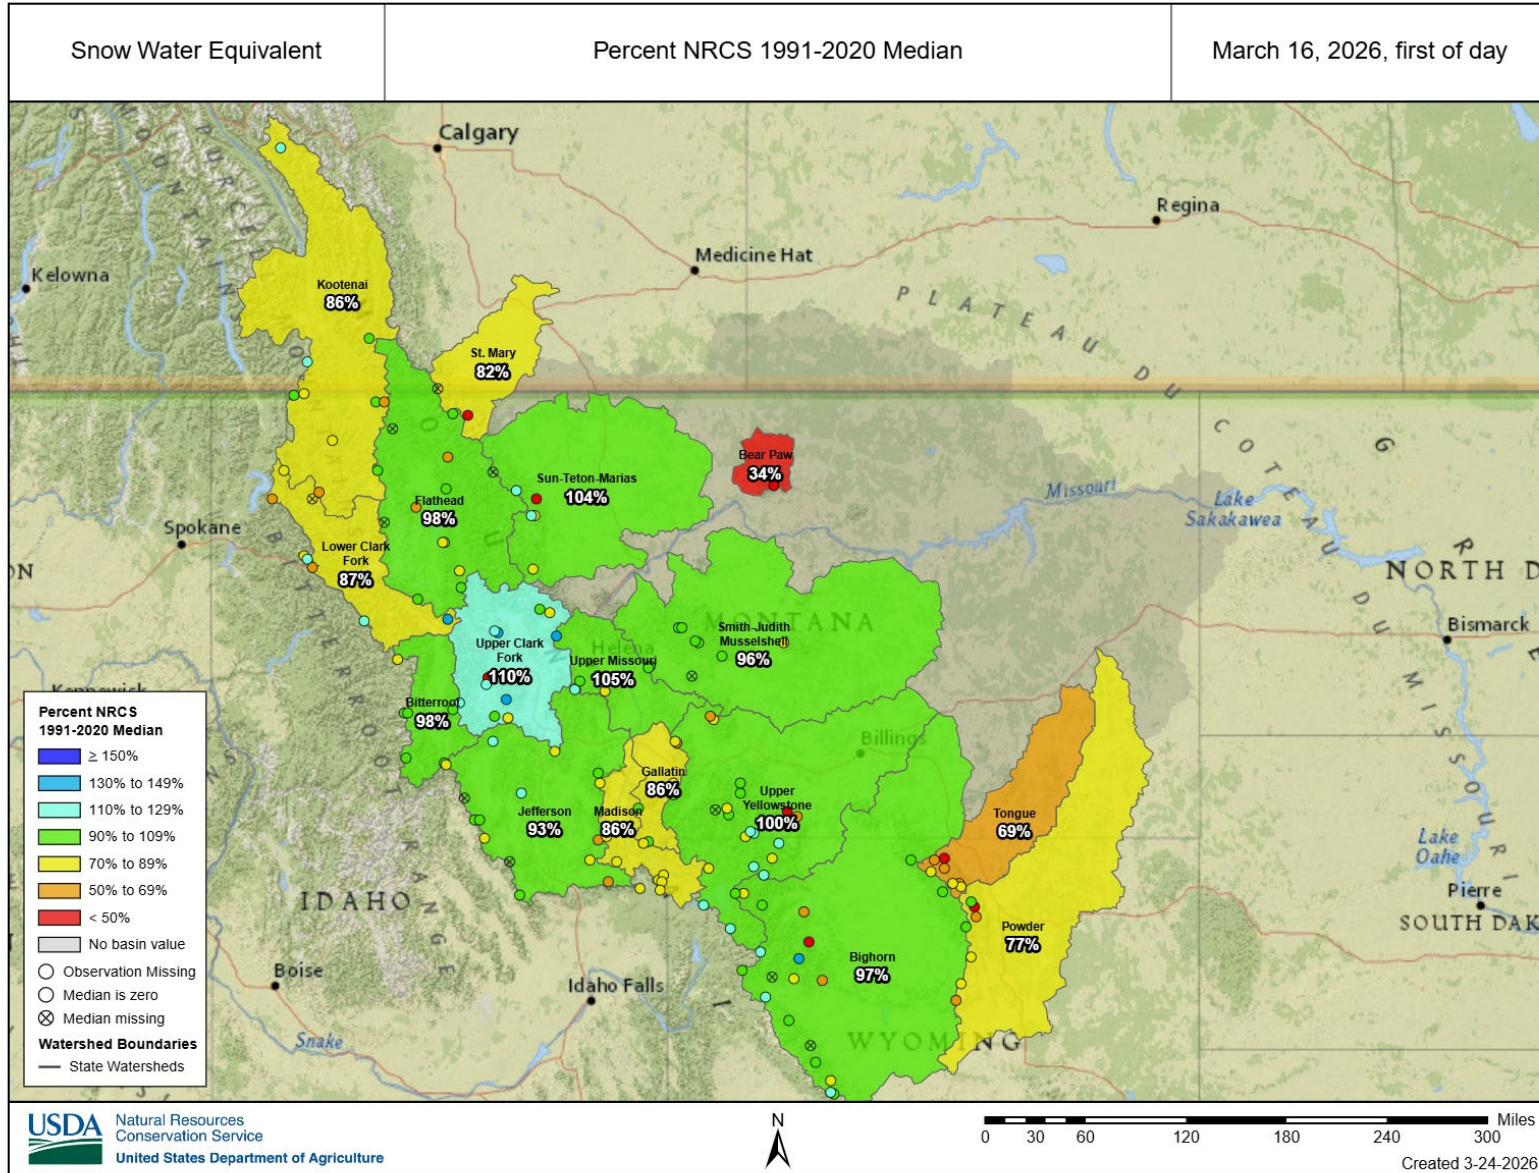 Snow Water Equivalent
Percent NRCS 1991-2020 Median
March 16, 2026, first of day
Calgary
Regina
Medicine Hat
Kelowna
Kootenai
86%
PLATEAU DU COTEAU DU MISSOURI
St. Mary
82%
Bear Paw
34%
Sun-Teton-Marias
104%
Missouri
Lake
Sakakawea
Flathead
98%
Spokane
Lower Clark
Fork
87%
NORTH D
MONTANA
Bismarck
Smith-Judith
Musselshell
96%
Helena
Upper Clark
Fork
110%
Upper Missouri
105%
Kennewick
Bitterroot
98%
BITTERROOT RANGE
Billings
Gallatin
86%
Upper
Yellowstone
100%
Jefferson
93%
Madison
86%
Tongue
69%
Lake
Oahe
Pierre
SOUTH DAK
IDAHO
Powder
77%
Bighorn
97%
Boise
Idaho Falls
WYOMING
Snake
Percent NRCS
1991-2020 Median
≥ 150%
130% to 149%
110% to 129%
90% to 109%
70% to 89%
50% to 69%
< 50%
No basin value
Observation Missing
Median is zero
Median missing
Watershed Boundaries
State Watersheds
USDA
Natural Resources
Conservation Service
United States Department of Agriculture
N
Miles
0 30 60 120 180 240 300
Created 3-24-2026